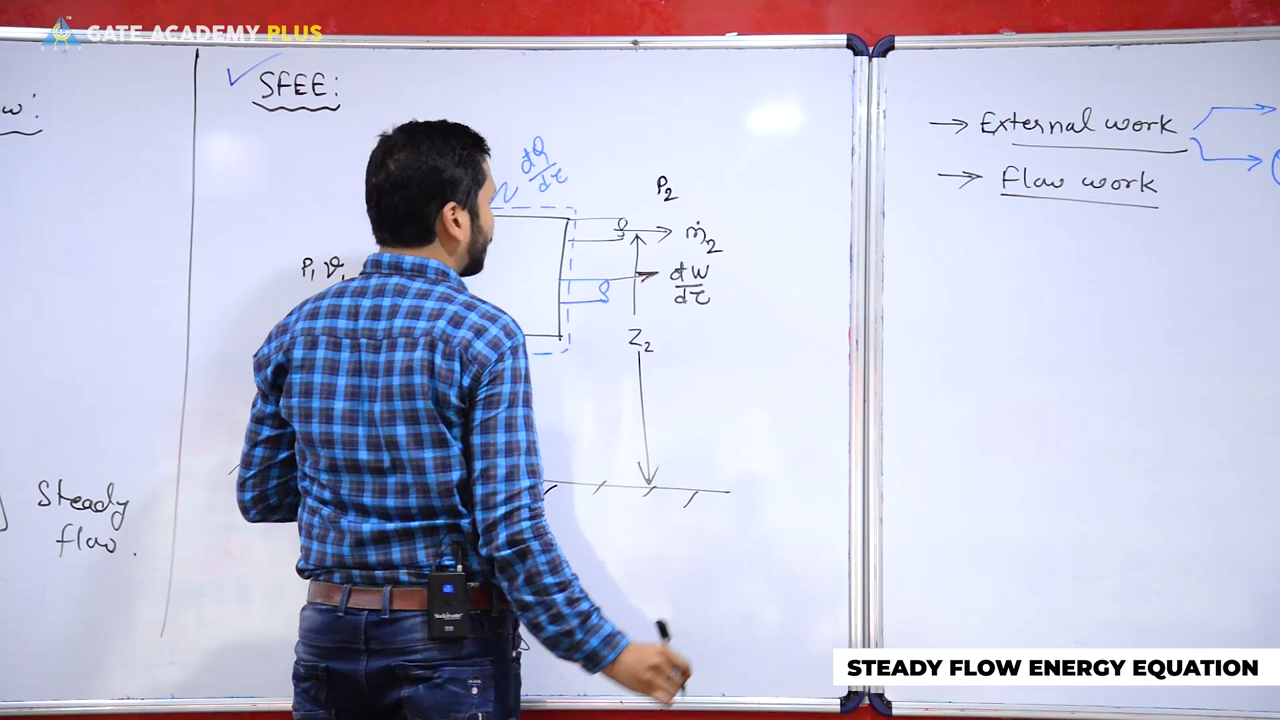 GATE ACADEMY PLUS
w:
SFEE:
dQ/dτ
P₂
ṁ₂
P₁ v₁
dW/dτ
Z₂
Steady
flow.
→ External work
→ Flow work
STEADY FLOW ENERGY EQUATION